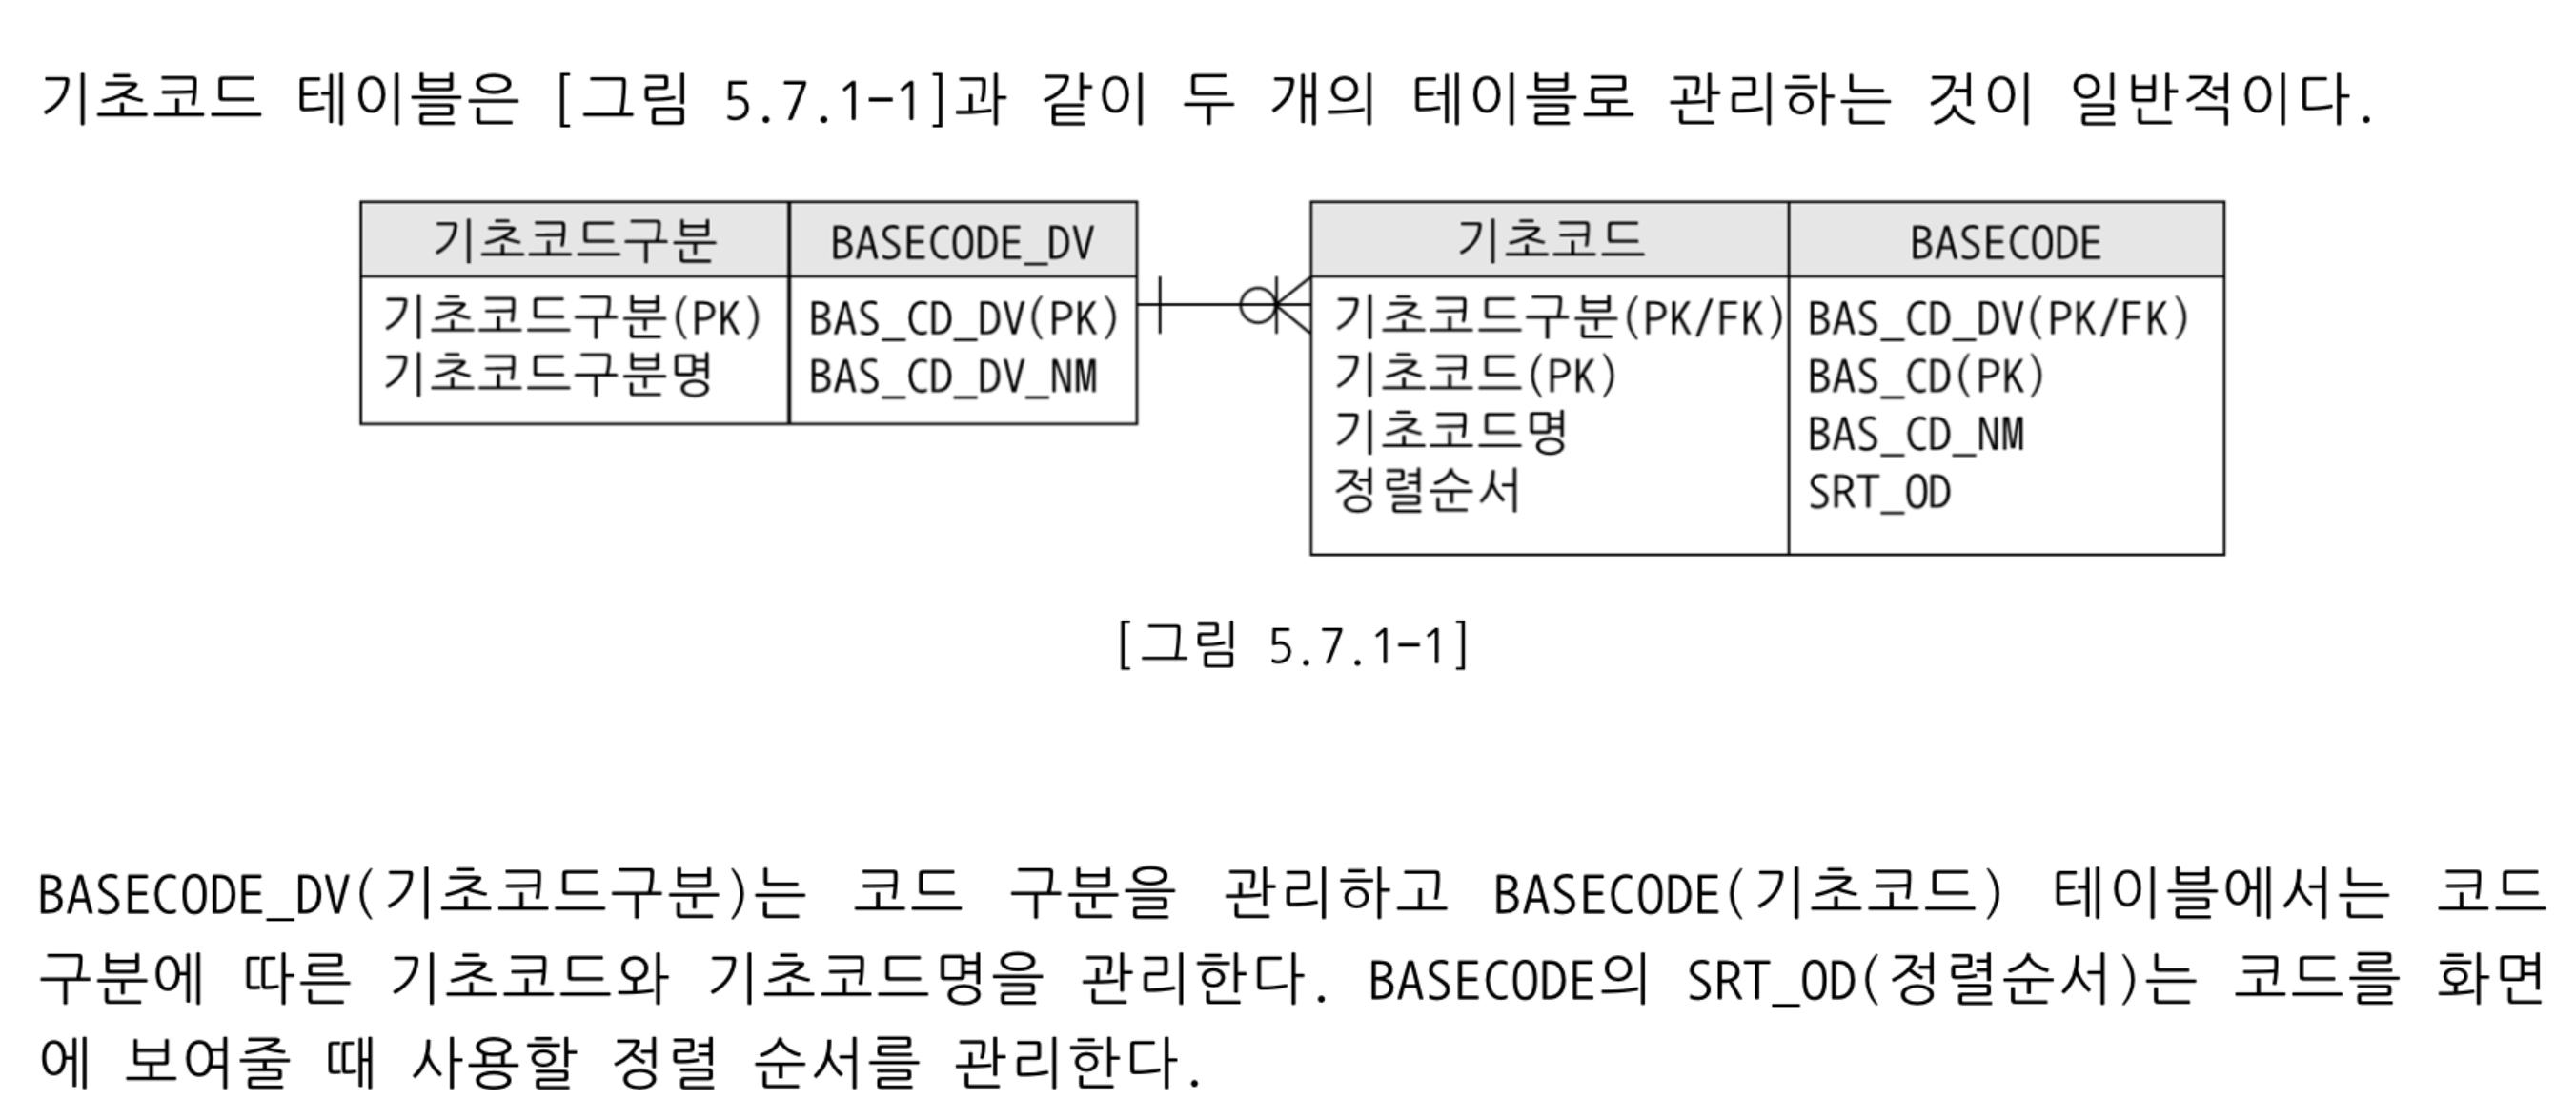 기초코드 테이블은 [그림 5.7.1-1]과 같이 두 개의 테이블로 관리하는 것이 일반적이다.
기초코드구분 BASECODE_DV
기초코드구분(PK) BAS_CD_DV(PK)
기초코드구분명 BAS_CD_DV_NM
기초코드 BASECODE
기초코드구분(PK/FK) BAS_CD_DV(PK/FK)
기초코드(PK) BAS_CD(PK)
기초코드명 BAS_CD_NM
정렬순서 SRT_OD
[그림 5.7.1-1]
BASECODE_DV(기초코드구분)는 코드 구분을 관리하고 BASECODE(기초코드) 테이블에서는 코드
구분에 따른 기초코드와 기초코드명을 관리한다. BASECODE의 SRT_OD(정렬순서)는 코드를 화면
에 보여줄 때 사용할 정렬 순서를 관리한다.